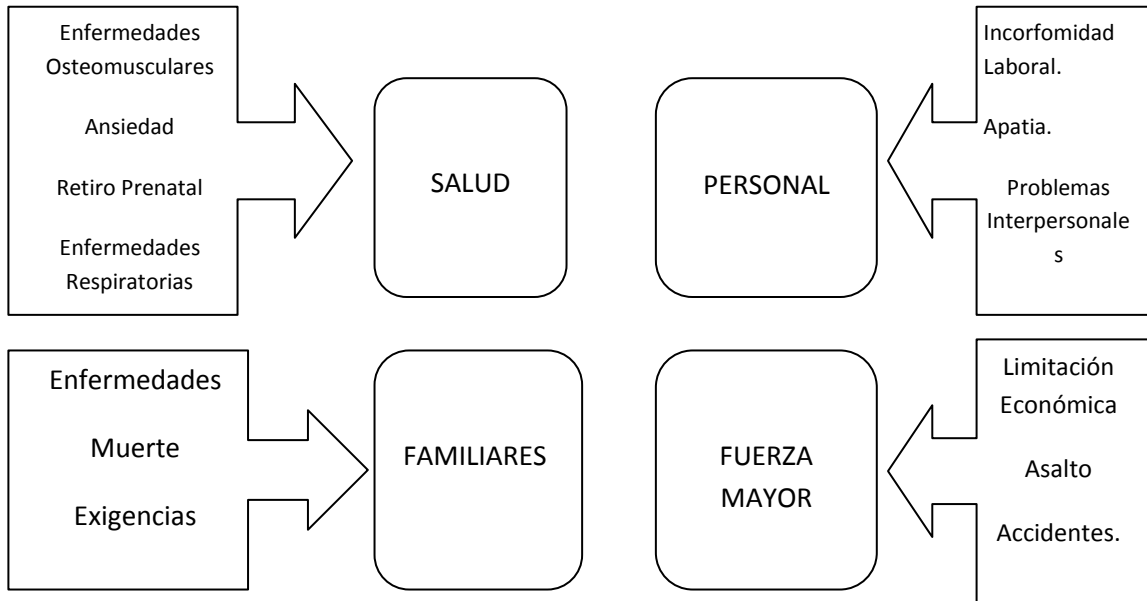 Enfermedades
Osteomusculares
Ansiedad
Retiro Prenatal
Enfermedades
Respiratorias
SALUD
PERSONAL
Incorfomidad
Laboral.
Apatia.
Problemas
Interpersonale
s
Enfermedades
Muerte
Exigencias
FAMILIARES
FUERZA
MAYOR
Limitación
Económica
Asalto
Accidentes.